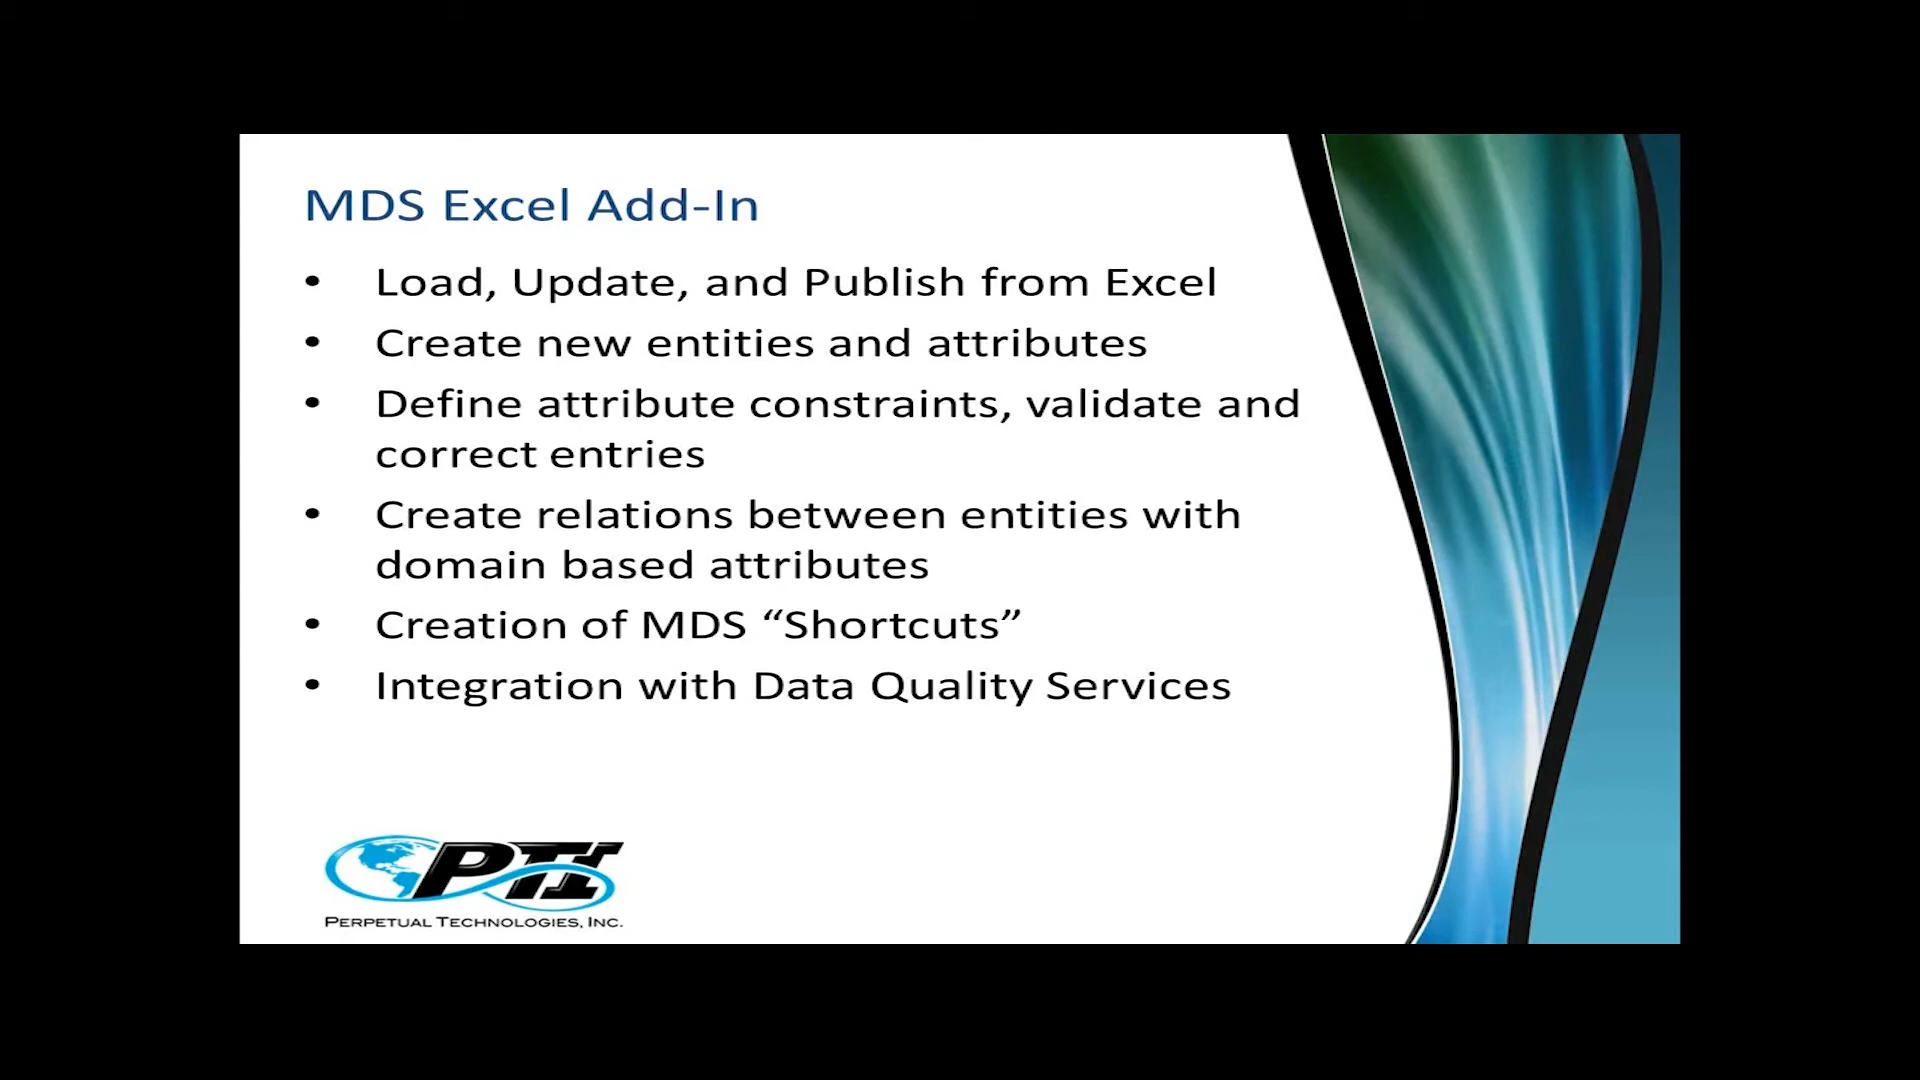 MDS Excel Add-In
• Load, Update, and Publish from Excel
• Create new entities and attributes
• Define attribute constraints, validate and
correct entries
• Create relations between entities with
domain based attributes
• Creation of MDS “Shortcuts”
• Integration with Data Quality Services
PTI
PERPETUAL TECHNOLOGIES, INC.